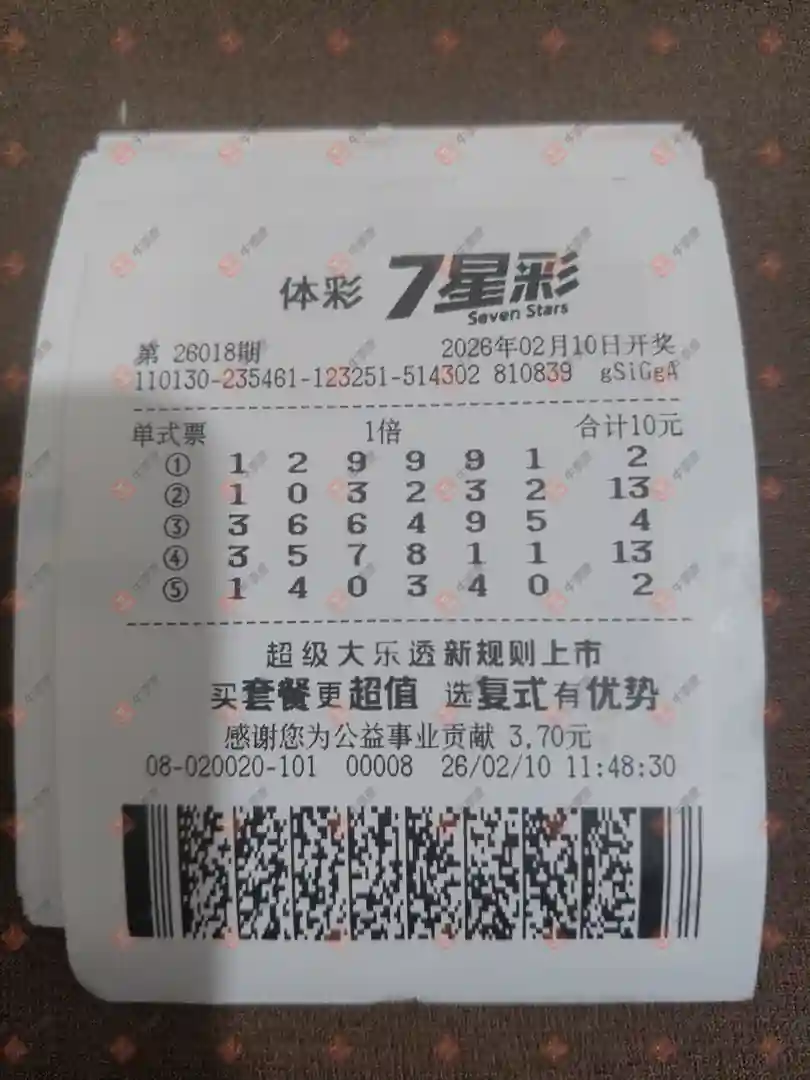 体彩 7星彩
Seven Stars
第 26018期 2026年02月10日开奖
110130-235461-123251-514302 810839 gSiGgA
单式票 1倍 合计10元
① 1 2 9 9 9 1 2
② 1 0 3 2 3 2 13
③ 3 6 6 4 9 5 4
④ 3 5 7 8 1 1 13
⑤ 1 4 0 3 4 0 2
超级大乐透新规则上市
买套餐更超值 选复式有优势
感谢您为公益事业贡献 3.70元
08-020020-101 00008 26/02/10 11:48:30